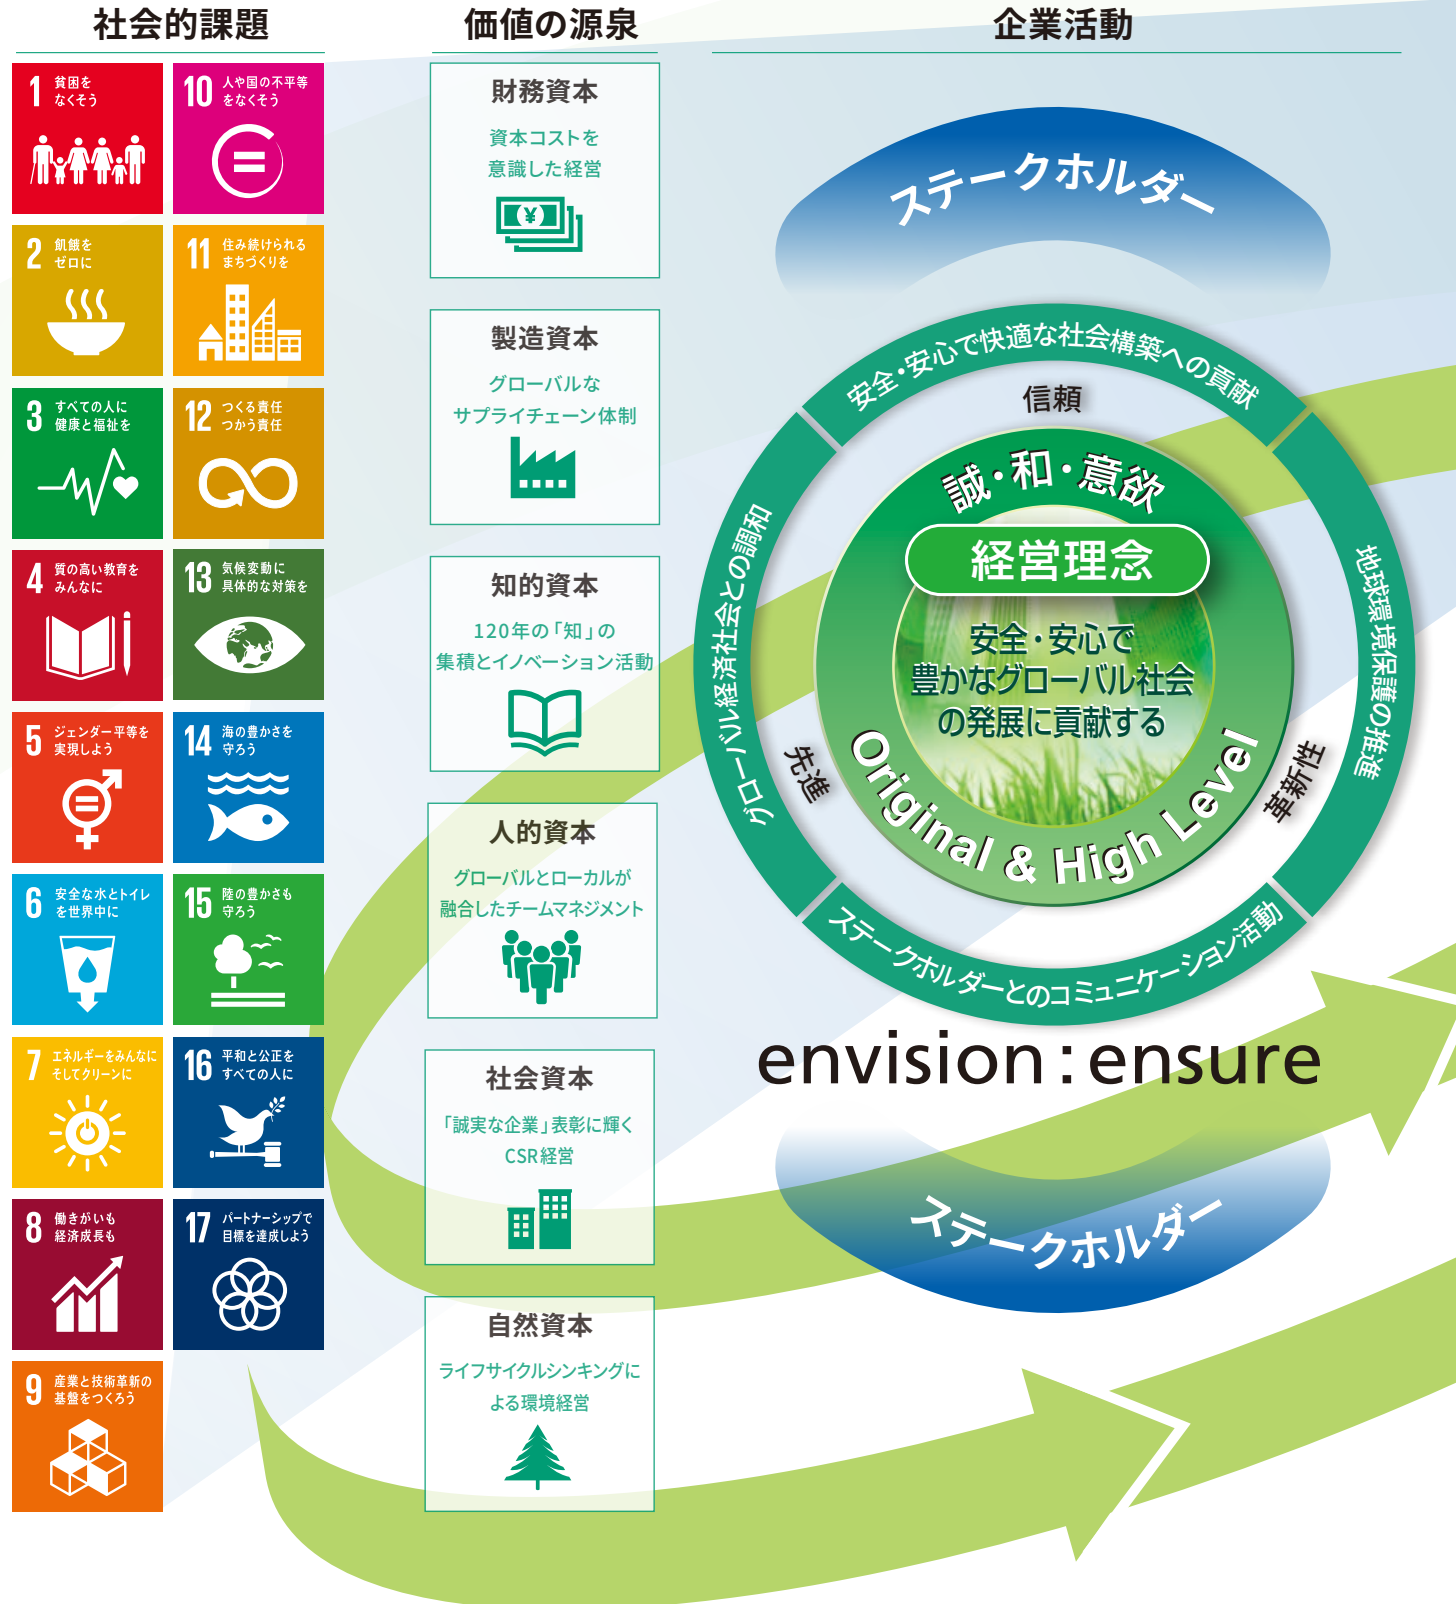 社会的課題
1 貧困を
なくそう
2 飢餓を
ゼロに
3 すべての人に
健康と福祉を
4 質の高い教育を
みんなに
5 ジェンダー平等を
実現しよう
6 安全な水とトイレ
を世界中に
7 エネルギーをみんなに
そしてクリーンに
8 働きがいも
経済成長も
9 産業と技術革新の
基盤をつくろう
10 人や国の不平等
をなくそう
11 住み続けられる
まちづくりを
12 つくる責任
つかう責任
13 気候変動に
具体的な対策を
14 海の豊かさを
守ろう
15 陸の豊かさも
守ろう
16 平和と公正を
すべての人に
17 パートナーシップで
目標を達成しよう
価値の源泉
財務資本
資本コストを
意識した経営
¥
製造資本
グローバルな
サプライチェーン体制
知的資本
120年の「知」の
集積とイノベーション活動
人的資本
グローバルとローカルが
融合したチームマネジメント
社会資本
「誠実な企業」表彰に輝く
CSR経営
自然資本
ライフサイクルシンキングに
よる環境経営
企業活動
ステークホルダー
安全・安心で快適な社会構築への貢献
信頼
誠・和・意欲
経営理念
安全・安心で
豊かなグローバル社会
の発展に貢献する
Original & High Level
先進
革新性
グローバル経済社会との調和
地球環境保護の推進
ステークホルダーとのコミュニケーション活動
envision : ensure
ステークホルダー